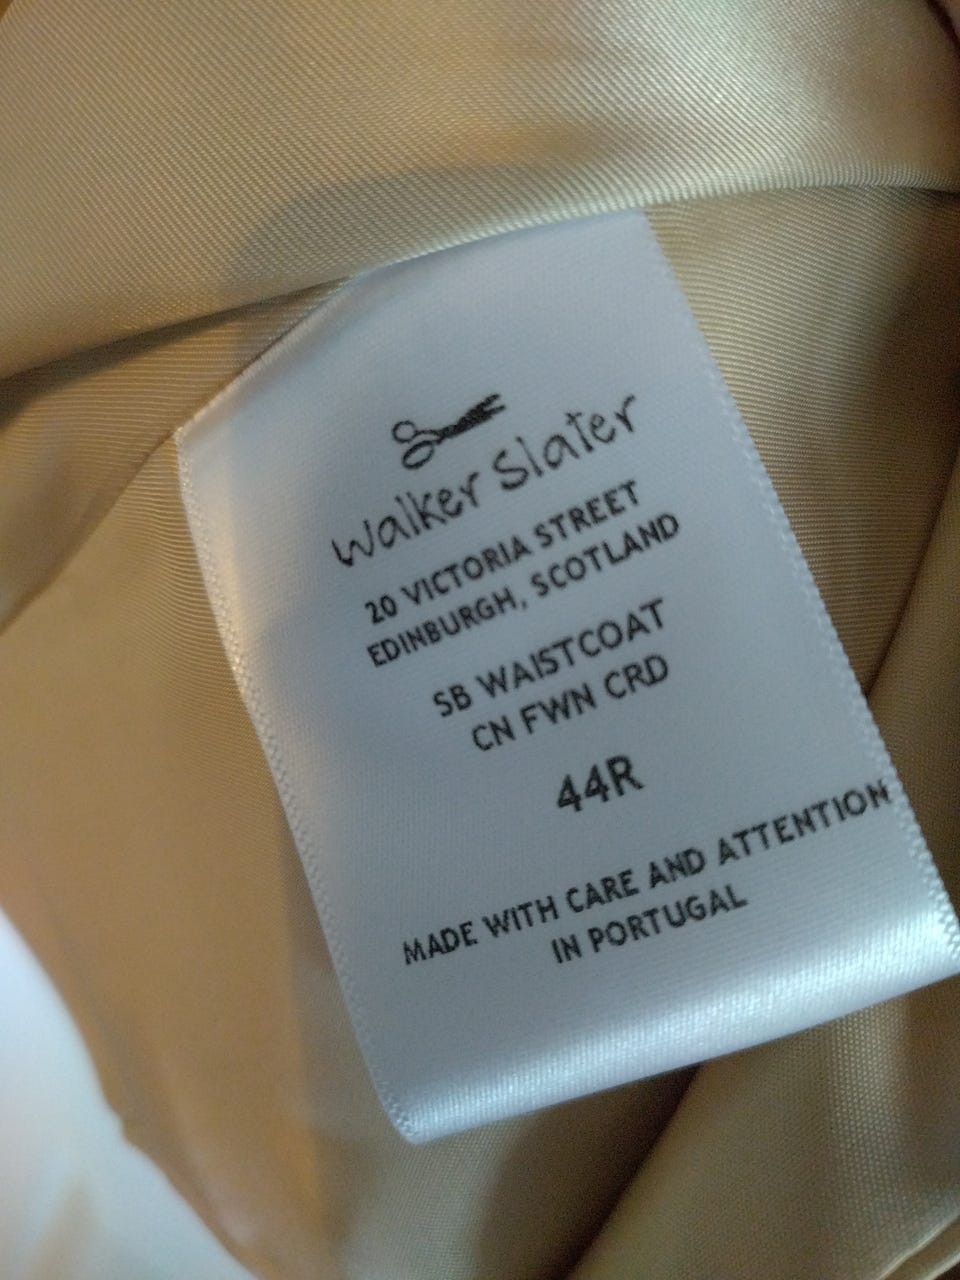 Walker Slater
20 VICTORIA STREET
EDINBURGH, SCOTLAND
SB WAISTCOAT
CN FWN CRD
44R
MADE WITH CARE AND ATTENTION
IN PORTUGAL